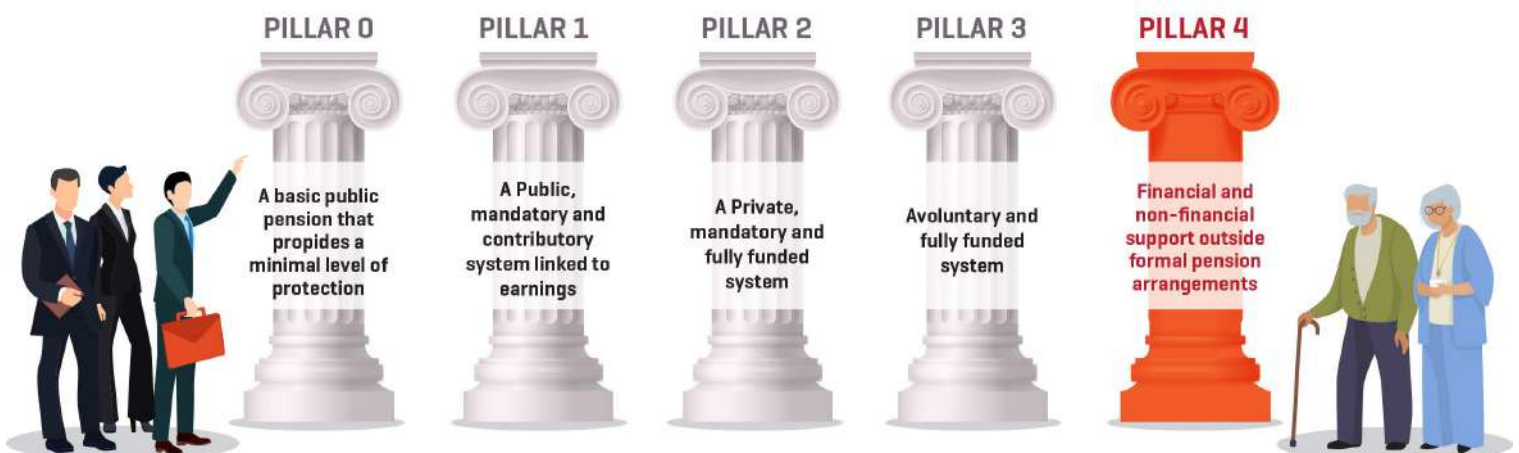 PILLAR 0
A basic public
pension that
propides a
minimal level of
protection
PILLAR 1
A Public,
mandatory and
contributory
system linked to
earnings
PILLAR 2
A Private,
mandatory and
fully funded
system
PILLAR 3
Avoluntary and
fully funded
system
PILLAR 4
Financial and
non-financial
support outside
formal pension
arrangements